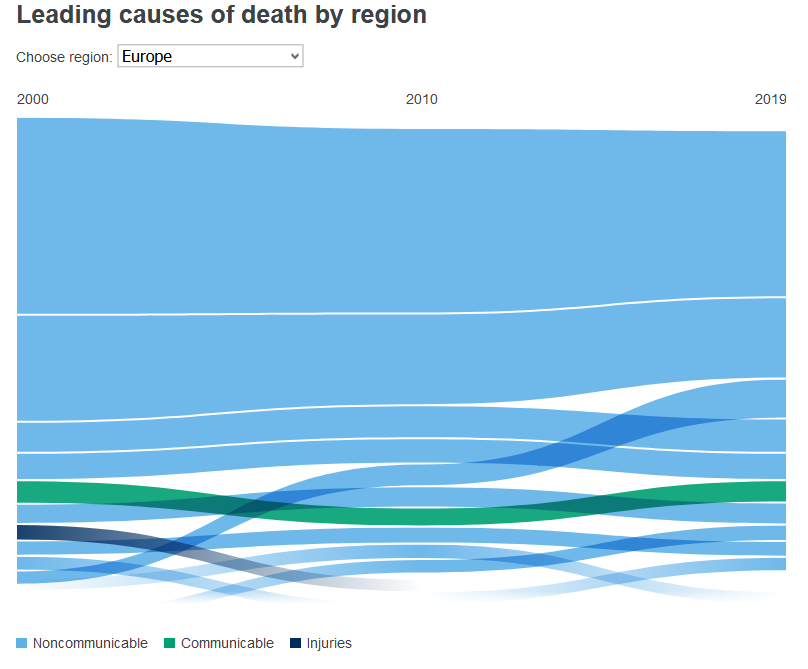 Leading causes of death by region
Choose region: Europe
2000 2010 2019
Noncommunicable Communicable Injuries